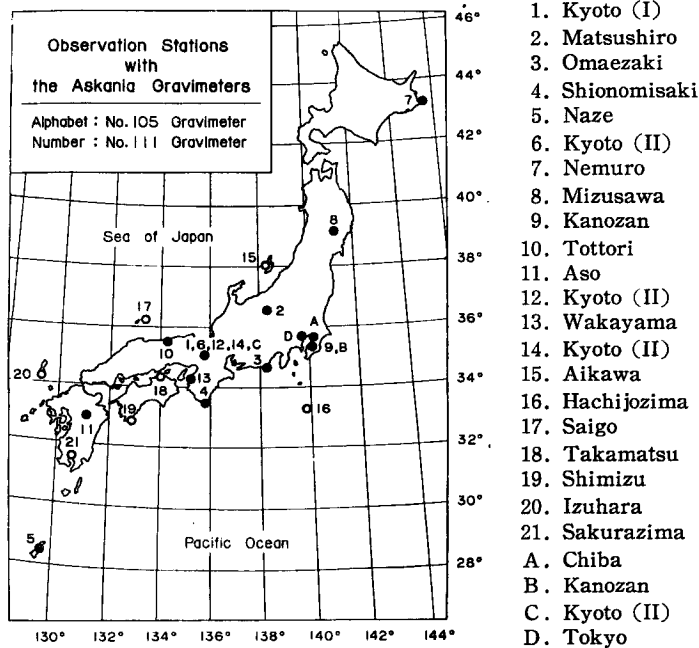 Observation Stations
with
the Askania Gravimeters
Alphabet : No. 105 Gravimeter
Number : No. 111 Gravimeter
46°
44°
42°
40°
38°
36°
34°
32°
30°
28°
130°
132°
134°
136°
138°
140°
142°
144°
Sea of Japan
Pacific Ocean
7
8
15
2
17
D
A
10
1,6,12,14,C
3
9,B
20
18
13
4
16
19
11
21
5
1. Kyoto (I)
2. Matsushiro
3. Omaezaki
4. Shionomisaki
5. Naze
6. Kyoto (II)
7. Nemuro
8. Mizusawa
9. Kanozan
10. Tottori
11. Aso
12. Kyoto (II)
13. Wakayama
14. Kyoto (II)
15. Aikawa
16. Hachijozima
17. Saigo
18. Takamatsu
19. Shimizu
20. Izuhara
21. Sakurazima
A. Chiba
B. Kanozan
C. Kyoto (II)
D. Tokyo